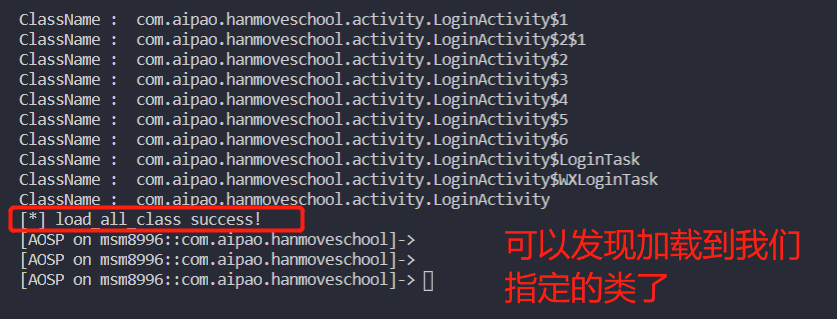 ClassName :  com.aipao.hanmoveschool.activity.LoginActivity$1
ClassName :  com.aipao.hanmoveschool.activity.LoginActivity$2$1
ClassName :  com.aipao.hanmoveschool.activity.LoginActivity$2
ClassName :  com.aipao.hanmoveschool.activity.LoginActivity$3
ClassName :  com.aipao.hanmoveschool.activity.LoginActivity$4
ClassName :  com.aipao.hanmoveschool.activity.LoginActivity$5
ClassName :  com.aipao.hanmoveschool.activity.LoginActivity$6
ClassName :  com.aipao.hanmoveschool.activity.LoginActivity$LoginTask
ClassName :  com.aipao.hanmoveschool.activity.LoginActivity$WXLoginTask
ClassName :  com.aipao.hanmoveschool.activity.LoginActivity
[*] load_all_class success!
[AOSP on msm8996::com.aipao.hanmoveschool]->
[AOSP on msm8996::com.aipao.hanmoveschool]->
[AOSP on msm8996::com.aipao.hanmoveschool]->
可以发现加载到我们
指定的类了